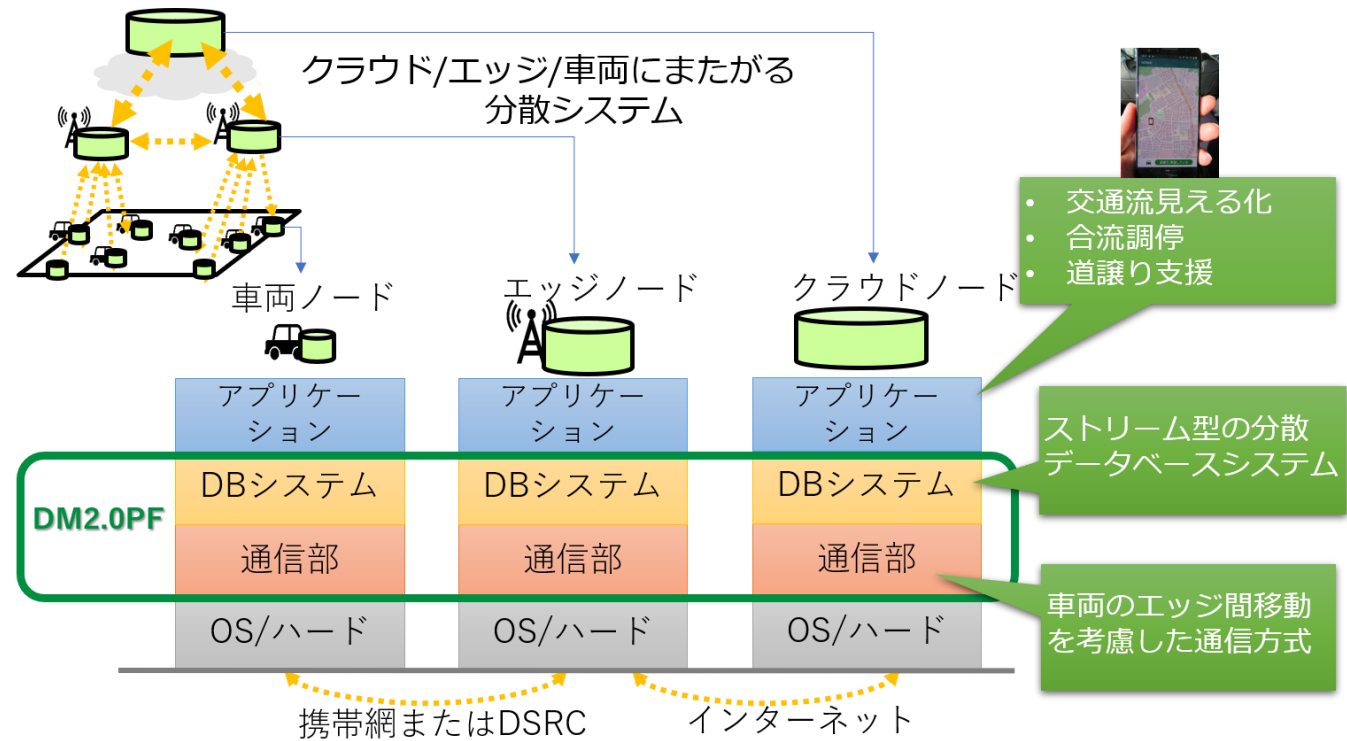 クラウド/エッジ/車両にまたがる
分散システム
• 交通流見える化
• 合流調停
• 道譲り支援
車両ノード
エッジノード
クラウドノード
アプリケー
ション
アプリケー
ション
アプリケー
ション
ストリーム型の分散
データベースシステム
DM2.0PF
DBシステム
DBシステム
DBシステム
通信部
通信部
通信部
車両のエッジ間移動
を考慮した通信方式
OS/ハード
OS/ハード
OS/ハード
携帯網またはDSRC
インターネット